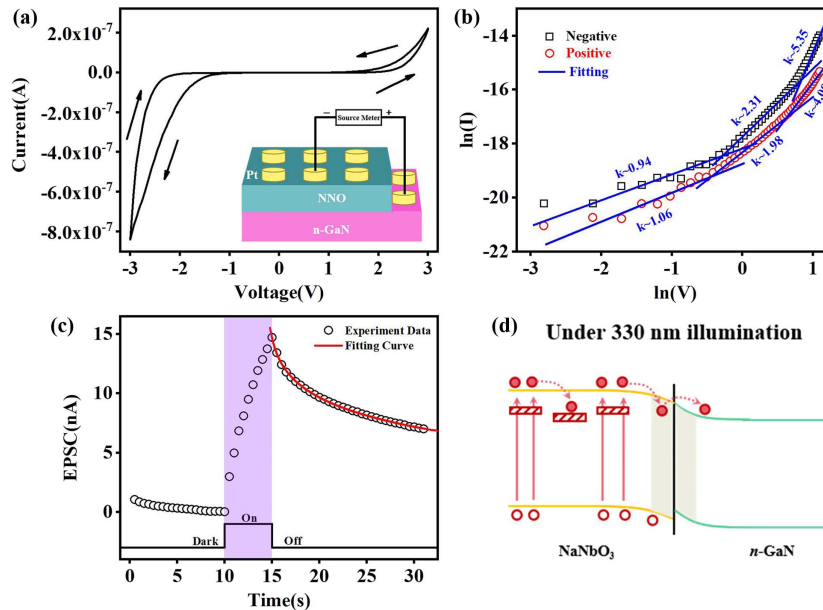 (a)
2.0x10⁻⁷
0.0
-2.0x10⁻⁷
-4.0x10⁻⁷
-6.0x10⁻⁷
-8.0x10⁻⁷
Current(A)
-3 -2 -1 0 1 2 3
Voltage(V)
− Source Meter +
Pt
NNO
n-GaN
(b)
-14
-16
-18
-20
-22
ln(I)
Negative
Positive
Fitting
k~5.35
k~2.31
k~1.98
k~0.94
k~1.06
-3 -2 -1 0 1
ln(V)
(c)
15
10
5
0
EPSC(nA)
Experiment Data
Fitting Curve
On
Dark
Off
0 5 10 15 20 25 30
Time(s)
(d)
Under 330 nm illumination
NaNbO₃
n-GaN